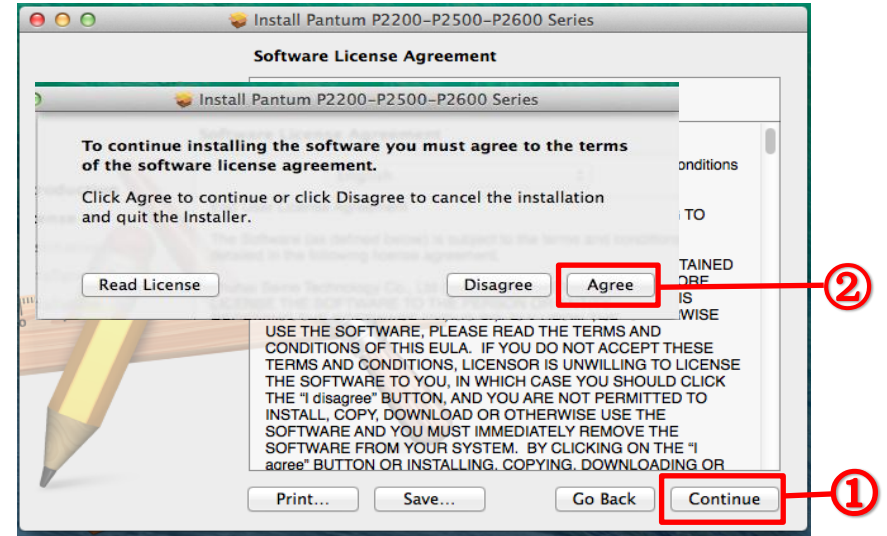 Install Pantum P2200-P2500-P2600 Series
Software License Agreement
Install Pantum P2200-P2500-P2600 Series
To continue installing the software you must agree to the terms
of the software license agreement.
Click Agree to continue or click Disagree to cancel the installation
and quit the Installer.
Read License
Disagree
Agree
②
onditions
TO
TAINED
IS
WISE
USE THE SOFTWARE, PLEASE READ THE TERMS AND
CONDITIONS OF THIS EULA. IF YOU DO NOT ACCEPT THESE
TERMS AND CONDITIONS, LICENSOR IS UNWILLING TO LICENSE
THE SOFTWARE TO YOU, IN WHICH CASE YOU SHOULD CLICK
THE “I disagree” BUTTON, AND YOU ARE NOT PERMITTED TO
INSTALL, COPY, DOWNLOAD OR OTHERWISE USE THE
SOFTWARE AND YOU MUST IMMEDIATELY REMOVE THE
SOFTWARE FROM YOUR SYSTEM. BY CLICKING ON THE “I
agree” BUTTON OR INSTALLING, COPYING, DOWNLOADING OR
Print...
Save...
Go Back
Continue
①